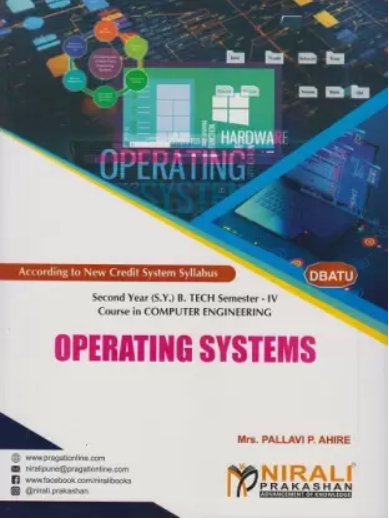 HARDWARE
OPERATING
SYSTEM
According to New Credit System Syllabus
DBATU
Second Year (S.Y.) B. TECH Semester - IV
Course in COMPUTER ENGINEERING
OPERATING SYSTEMS
Mrs. PALLAVI P. AHIRE
www.pragationline.com
niralipune@pragationline.com
www.facebook.com/niralibooks
@nirali.prakashan
NIRALI
PRAKASHAN
ADVANCEMENT OF KNOWLEDGE